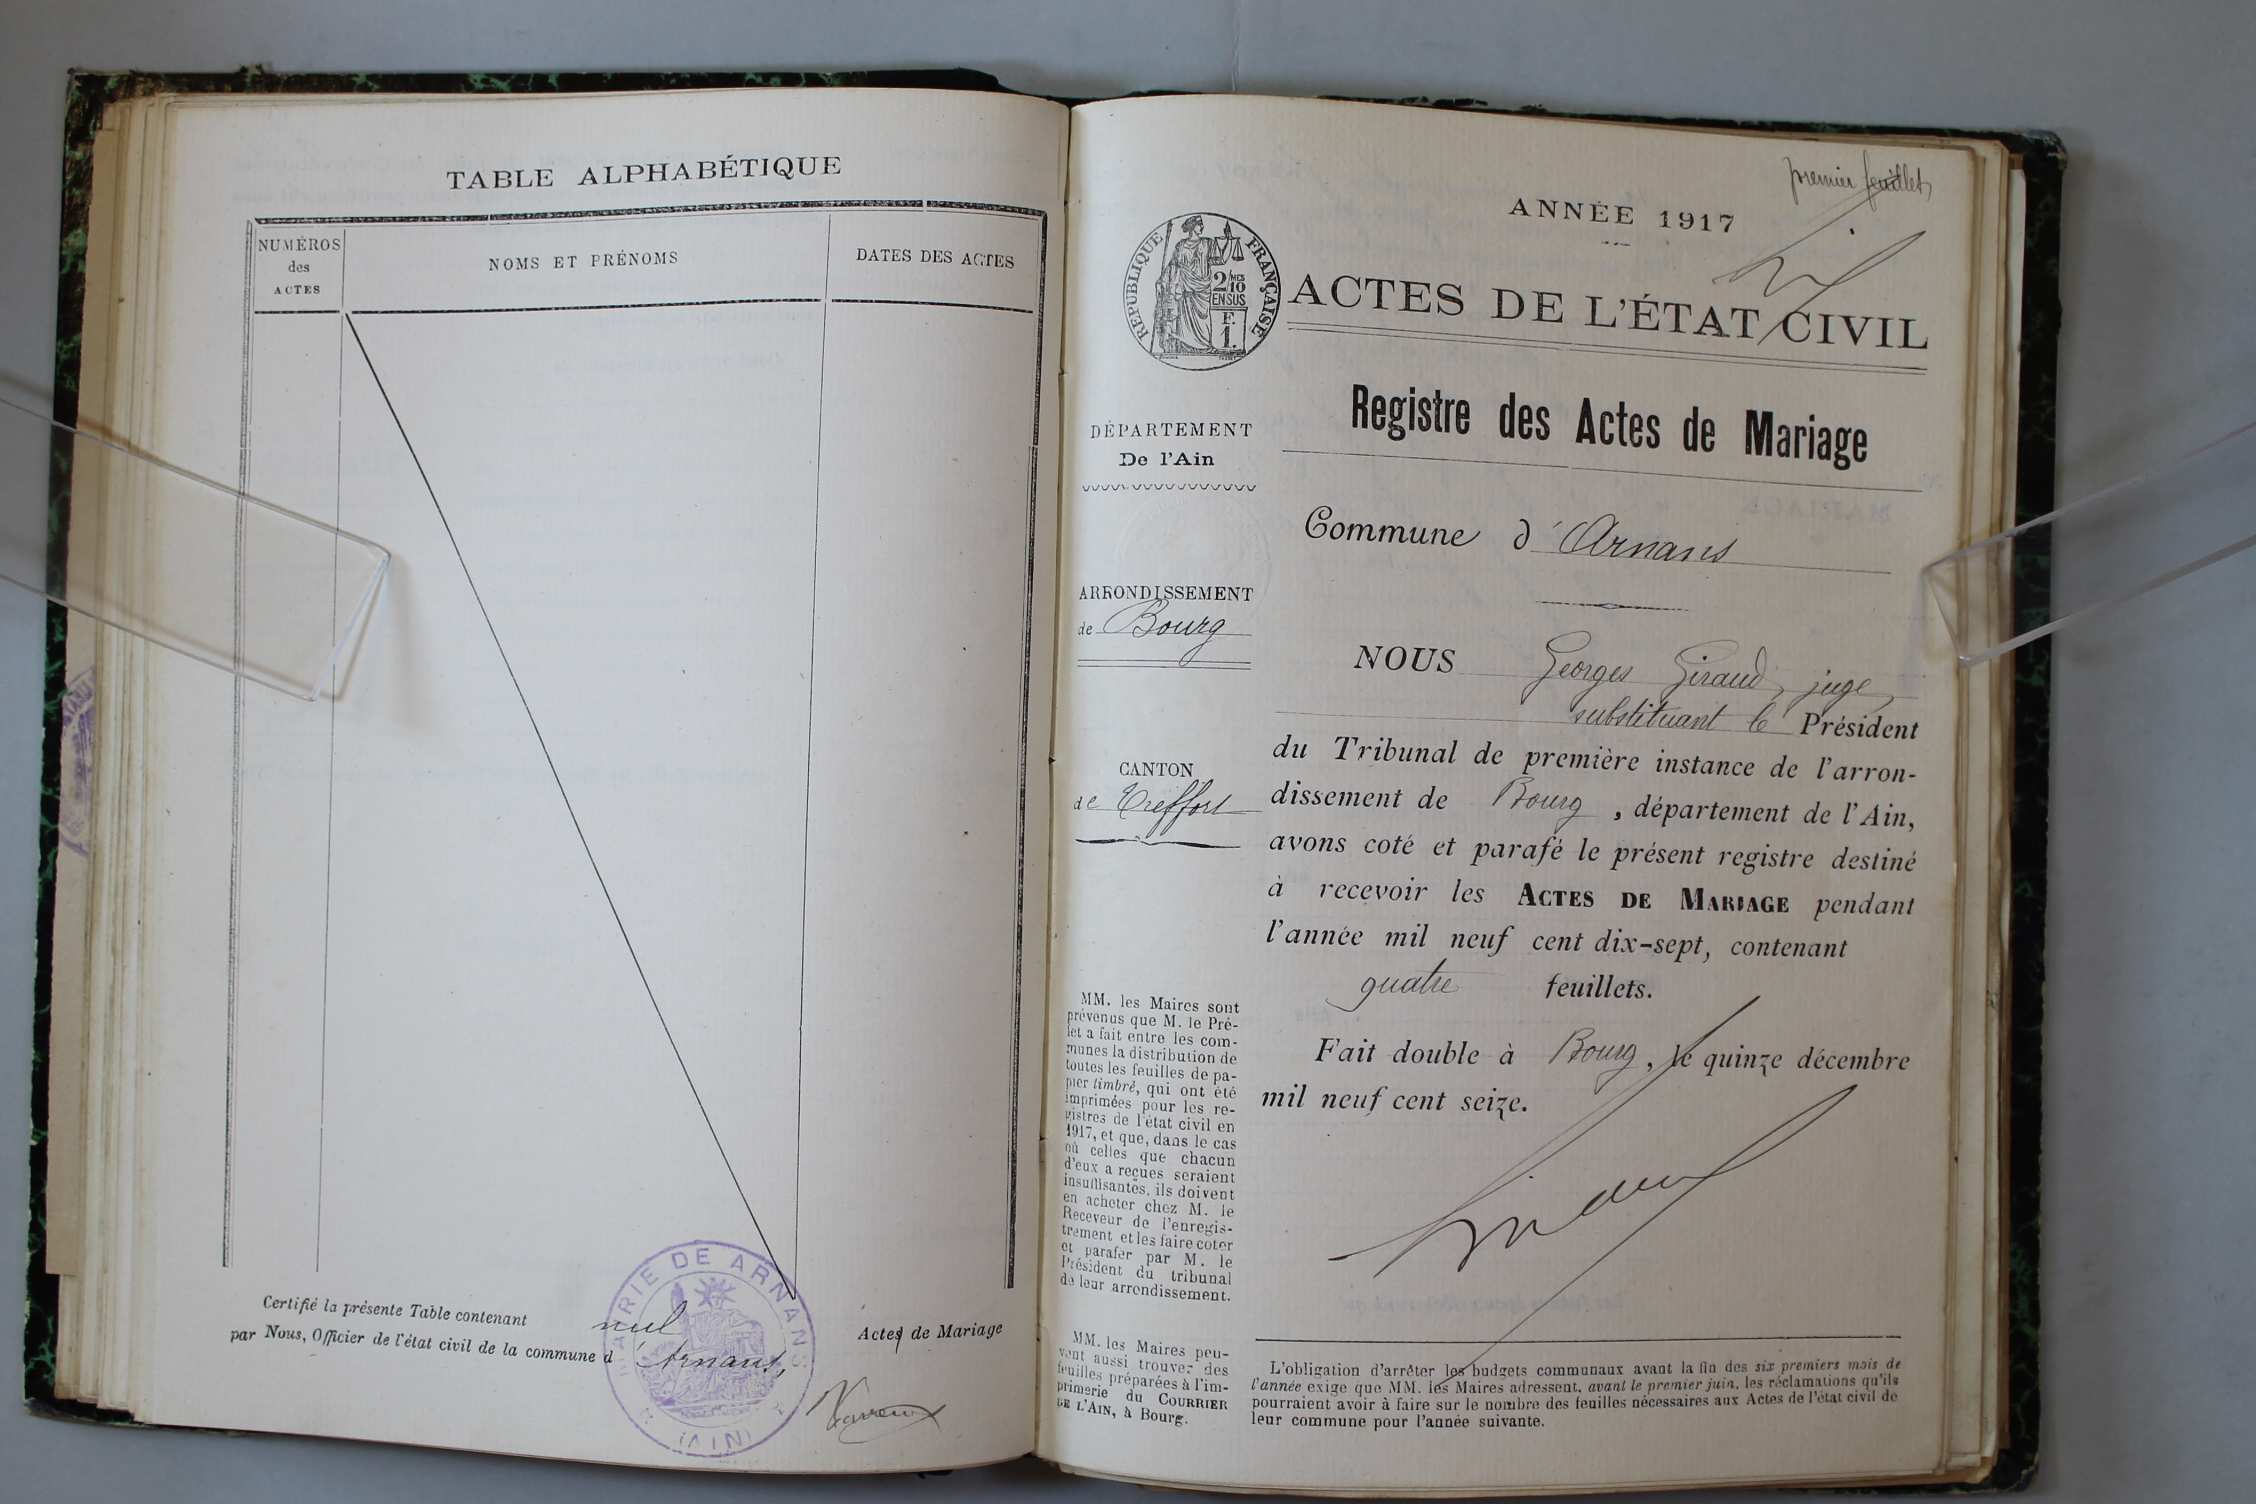 TABLE ALPHABÉTIQUE
NUMÉROS
des
ACTES
NOMS ET PRÉNOMS
DATES DES ACTES
Certifié la présente Table contenant nul Actes de Mariage
par Nous, Officier de l'état civil de la commune d'Arnans,
MAIRIE DE ARNANS
(AIN)
premier feuillet
ANNÉE 1917
RÉPUBLIQUE FRANÇAISE
2/10 MES
EN SUS
F.
1.
ACTES DE L'ÉTAT CIVIL
Registre des Actes de Mariage
DÉPARTEMENT
De l'Ain
ARRONDISSEMENT
de Bourg
CANTON
de Treffort
MM. les Maires sont
prévenus que M. le Pré-
fet a fait entre les com-
munes la distribution de
toutes les feuilles de pa-
pier timbré, qui ont été
imprimées pour les re-
gistres de l'état civil en
1917, et que, dans le cas
où celles que chacun
d'eux a reçues seraient
insuffisantes, ils doivent
en acheter chez M. le
Receveur de l'enregis-
trement et les faire coter
et parafer par M. le
Président du tribunal
de leur arrondissement.
MM. les Maires peu-
vent aussi trouver des
feuilles préparées à l'im-
primerie du COURRIER
DE L'AIN, à Bourg.
Commune d'Arnans
NOUS Georges Giraud, juge
substituant le Président
du Tribunal de première instance de l'arron-
dissement de Bourg, département de l'Ain,
avons coté et parafé le présent registre destiné
à recevoir les ACTES DE MARIAGE pendant
l'année mil neuf cent dix-sept, contenant
quatre feuillets.
Fait double à Bourg, le quinze décembre
mil neuf cent seize.
Giraud
L'obligation d'arrêter les budgets communaux avant la fin des six premiers mois de
l'année exige que MM. les Maires adressent, avant le premier juin, les réclamations qu'ils
pourraient avoir à faire sur le nombre des feuilles nécessaires aux Actes de l'état civil de
leur commune pour l'année suivante.